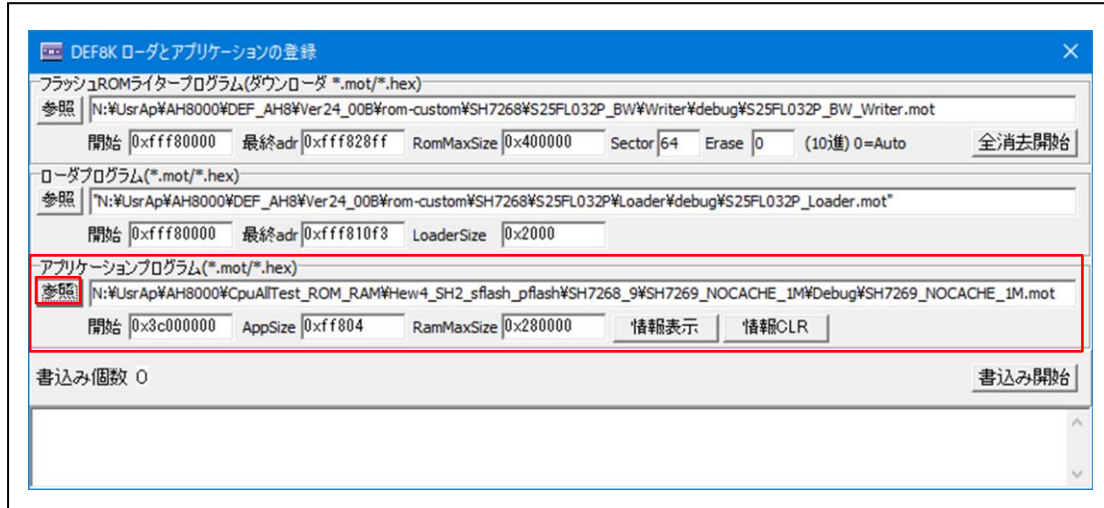 DEF8K ローダとアプリケーションの登録
フラッシュROMライタープログラム(ダウンローダ *.mot/*.hex)
参照 N:¥UsrAp¥AH8000¥DEF_AH8¥Ver24_00B¥rom-custom¥SH7268¥S25FL032P_BW¥Writer¥debug¥S25FL032P_BW_Writer.mot
開始 0xfff80000 最終adr 0xfff828ff RomMaxSize 0x400000 Sector 64 Erase 0 (10進) 0=Auto 全消去開始
ローダプログラム(*.mot/*.hex)
参照 "N:¥UsrAp¥AH8000¥DEF_AH8¥Ver24_00B¥rom-custom¥SH7268¥S25FL032P¥Loader¥debug¥S25FL032P_Loader.mot"
開始 0xfff80000 最終adr 0xfff810f3 LoaderSize 0x2000
アプリケーションプログラム(*.mot/*.hex)
参照 N:¥UsrAp¥AH8000¥CpuAllTest_ROM_RAM¥Hew4_SH2_sflash_pflash¥SH7268_9¥SH7269_NOCACHE_1M¥Debug¥SH7269_NOCACHE_1M.mot
開始 0x3c000000 AppSize 0xff804 RamMaxSize 0x280000 情報表示 情報CLR
書込み個数 0 書込み開始